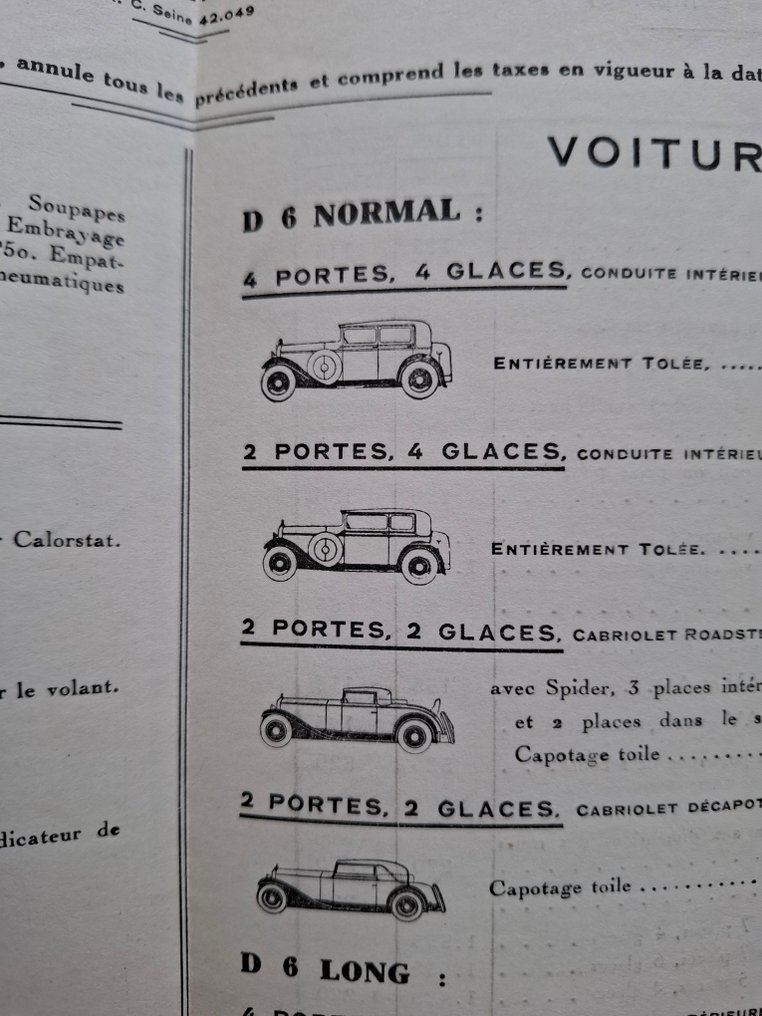 C. Seine 42.049
annule tous les précédents et comprend les taxes en vigueur à la dat
Soupapes
Embrayage
50. Empat-
neumatiques
Calorstat.
r le volant.
dicateur de
VOITUR
D 6 NORMAL :
4 PORTES, 4 GLACES, CONDUITE INTÉRIEU
ENTIÈREMENT TOLÉE, .....
2 PORTES, 4 GLACES, CONDUITE INTÉRIEU
ENTIÈREMENT TOLÉE. ....
2 PORTES, 2 GLACES, CABRIOLET ROADSTE
avec Spider, 3 places intér
et 2 places dans le s
Capotage toile .........
2 PORTES, 2 GLACES, CABRIOLET DÉCAPOT
Capotage toile ...........
D 6 LONG :